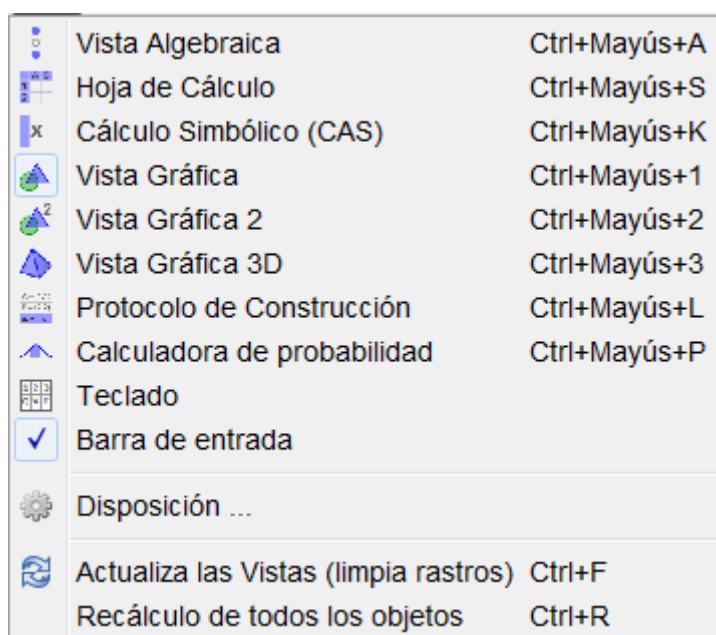 Vista Algebraica Ctrl+Mayús+A
Hoja de Cálculo Ctrl+Mayús+S
Cálculo Simbólico (CAS) Ctrl+Mayús+K
Vista Gráfica Ctrl+Mayús+1
Vista Gráfica 2 Ctrl+Mayús+2
Vista Gráfica 3D Ctrl+Mayús+3
Protocolo de Construcción Ctrl+Mayús+L
Calculadora de probabilidad Ctrl+Mayús+P
Teclado
Barra de entrada
Disposición ...
Actualiza las Vistas (limpia rastros) Ctrl+F
Recálculo de todos los objetos Ctrl+R